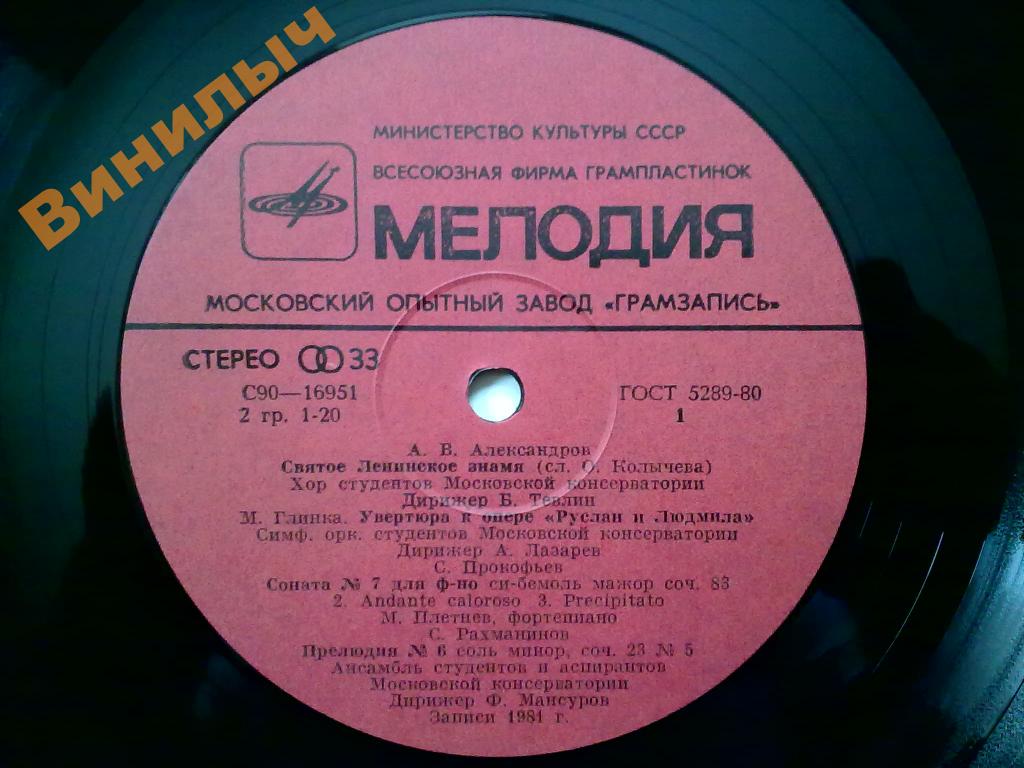 Винилыч
МИНИСТЕРСТВО КУЛЬТУРЫ СССР
ВСЕСОЮЗНАЯ ФИРМА ГРАМПЛАСТИНОК
МЕЛОДИЯ
МОСКОВСКИЙ ОПЫТНЫЙ ЗАВОД «ГРАМЗАПИСЬ»
СТЕРЕО 33
С90—16951 ГОСТ 5289-80
2 гр. 1-20 1
А. В. Александров
Святое Ленинское знамя (сл. О. Колычева)
Хор студентов Московской консерватории
Дирижер Б. Тевлин
М. Глинка. Увертюра к опере «Руслан и Людмила»
Симф. орк. студентов Московской консерватории
Дирижер А. Лазарев
С. Прокофьев
Соната № 7 для ф-но си-бемоль мажор соч. 83
2. Andante caloroso 3. Precipitato
М. Плетнев, фортепиано
С. Рахманинов
Прелюдия № 6 соль минор, соч. 23 № 5
Ансамбль студентов и аспирантов
Московской консерватории
Дирижер Ф. Мансуров
Записи 1981 г.